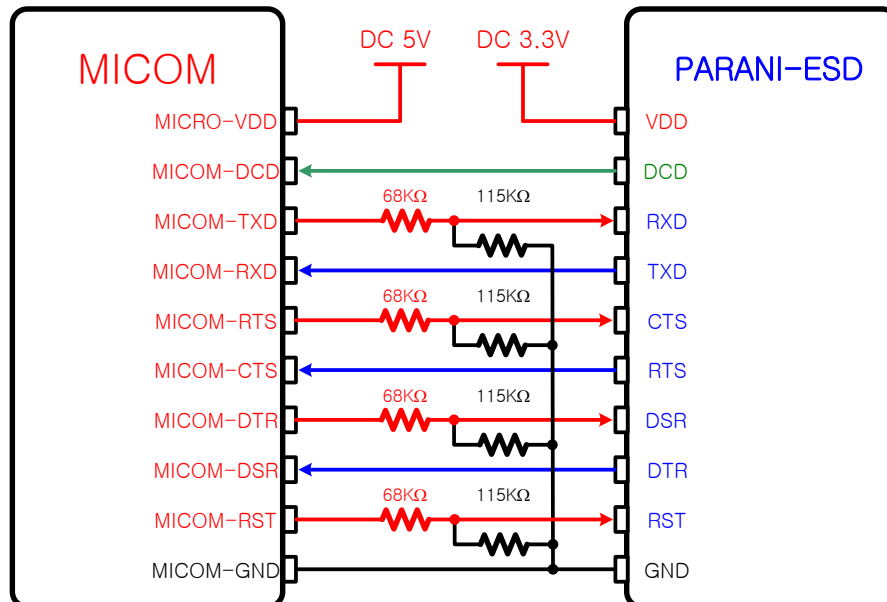 DC 5V DC 3.3V
MICOM PARANI-ESD
MICRO-VDD VDD
MICOM-DCD DCD
68KΩ 115KΩ
MICOM-TXD RXD
MICOM-RXD TXD
68KΩ 115KΩ
MICOM-RTS CTS
MICOM-CTS RTS
68KΩ 115KΩ
MICOM-DTR DSR
MICOM-DSR DTR
68KΩ 115KΩ
MICOM-RST RST
MICOM-GND GND